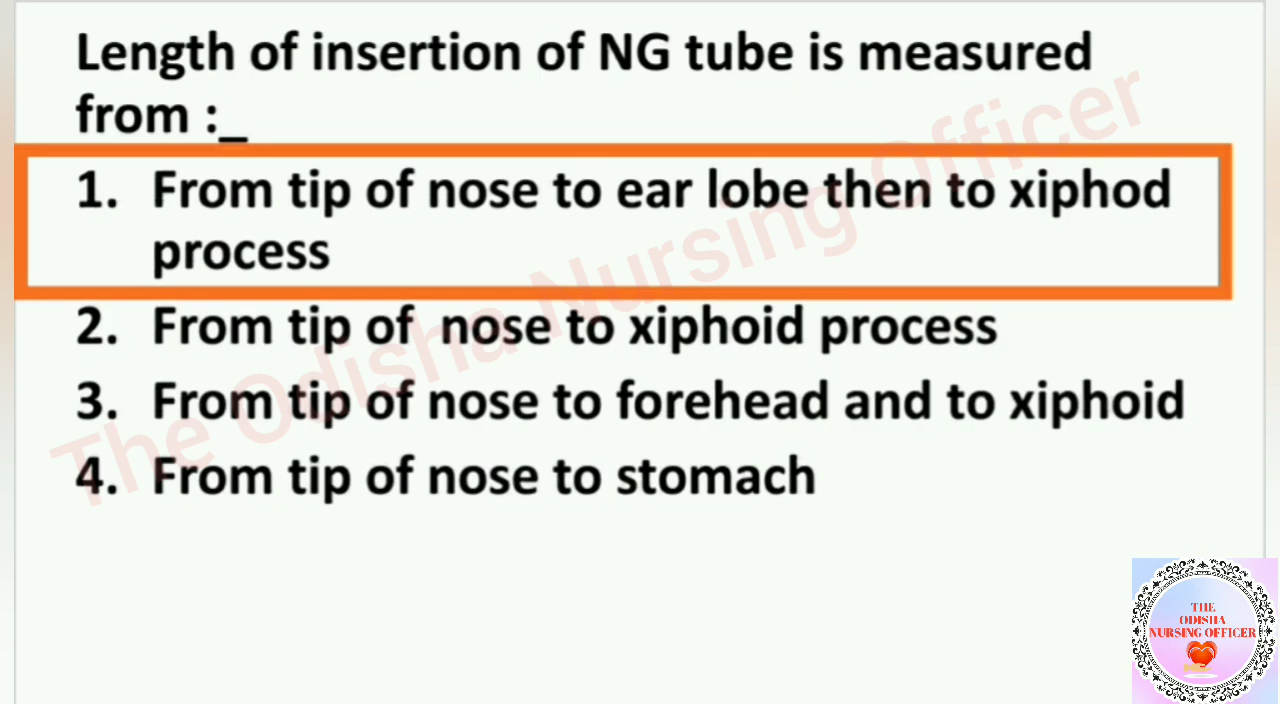 Length of insertion of NG tube is measured
from :_
1. From tip of nose to ear lobe then to xiphod
process
2. From tip of nose to xiphoid process
3. From tip of nose to forehead and to xiphoid
4. From tip of nose to stomach
The Odisha Nursing Officer
THE
ODISHA
NURSING OFFICER